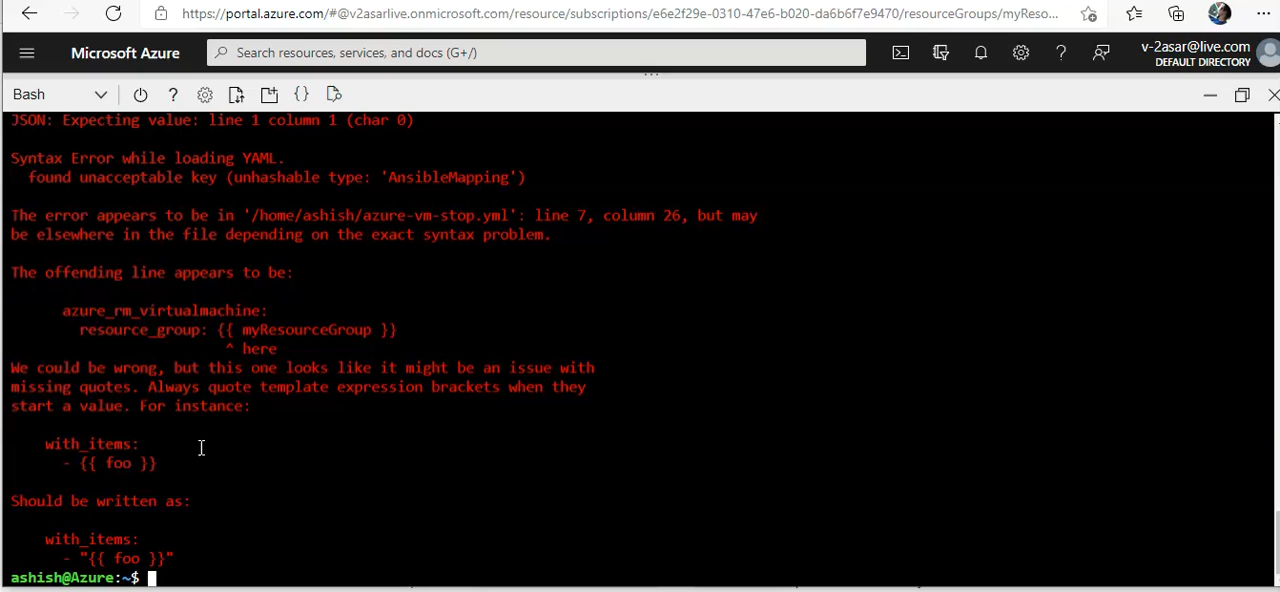 https://portal.azure.com/#@v2asarlive.onmicrosoft.com/resource/subscriptions/e6e2f29e-0310-47e6-b020-da6b6f7e9470/resourceGroups/myReso...
Microsoft Azure
Search resources, services, and docs (G+/)
v-2asar@live.com
DEFAULT DIRECTORY
Bash
JSON: Expecting value: line 1 column 1 (char 0)
Syntax Error while loading YAML.
found unacceptable key (unhashable type: 'AnsibleMapping')
The error appears to be in '/home/ashish/azure-vm-stop.yml': line 7, column 26, but may
be elsewhere in the file depending on the exact syntax problem.
The offending line appears to be:
azure_rm_virtualmachine:
resource_group: {{ myResourceGroup }}
^ here
We could be wrong, but this one looks like it might be an issue with
missing quotes. Always quote template expression brackets when they
start a value. For instance:
with_items:
- {{ foo }}
Should be written as:
with_items:
- "{{ foo }}"
ashish@Azure:~$